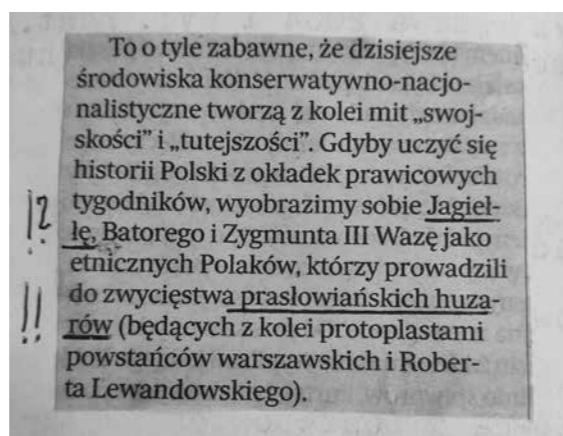 To o tyle zabawne, że dzisiejsze
środowiska konserwatywno-nacjo-
nalistyczne tworzą z kolei mit „swoj-
skości” i „tutejszości”. Gdyby uczyć się
historii Polski z okładek prawicowych
tygodników, wyobrazimy sobie Jagieł-
łę, Batorego i Zygmunta III Wazę jako
etnicznych Polaków, którzy prowadzili
do zwycięstwa prasłowiańskich huza-
rów (będących z kolei protoplastami
powstańców warszawskich i Rober-
ta Lewandowskiego).
!?
!!